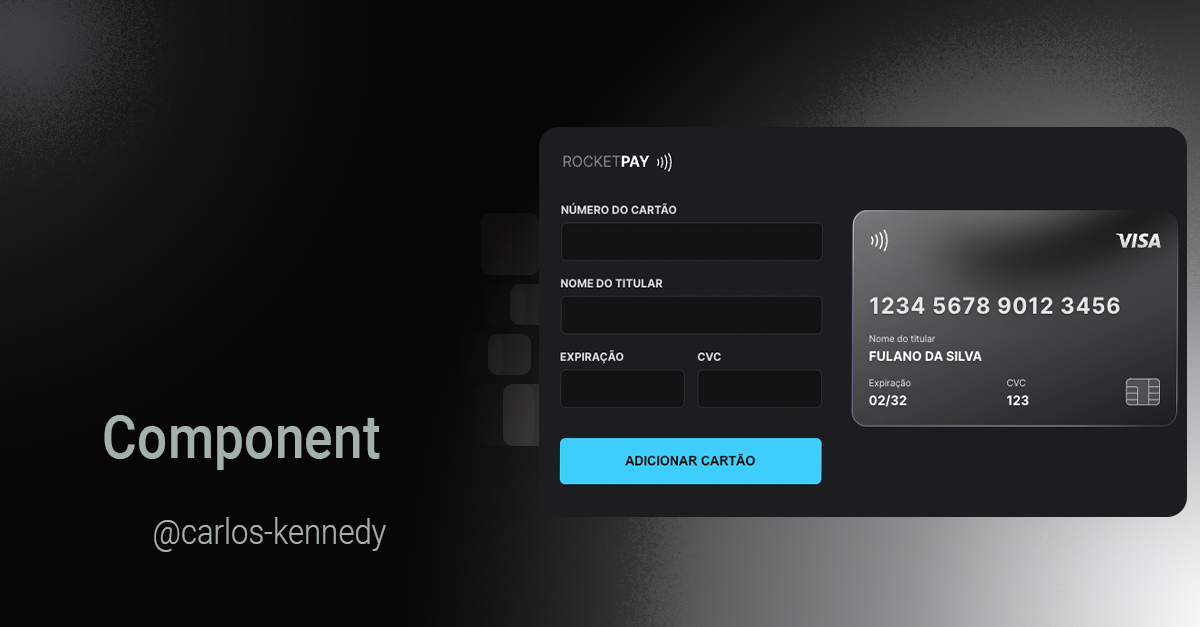 ROCKETPAY
NÚMERO DO CARTÃO
NOME DO TITULAR
EXPIRAÇÃO CVC
ADICIONAR CARTÃO
VISA
1234 5678 9012 3456
Nome do titular
FULANO DA SILVA
Expiração CVC
02/32 123
Component
@carlos-kennedy